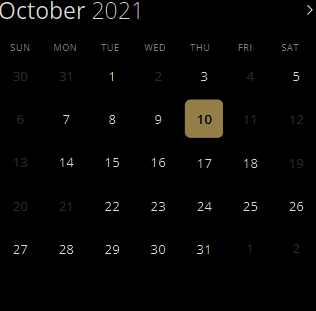 October 2021 >
SUN MON TUE WED THU FRI SAT
30 31 1 2 3 4 5
6 7 8 9 10 11 12
13 14 15 16 17 18 19
20 21 22 23 24 25 26
27 28 29 30 31 1 2